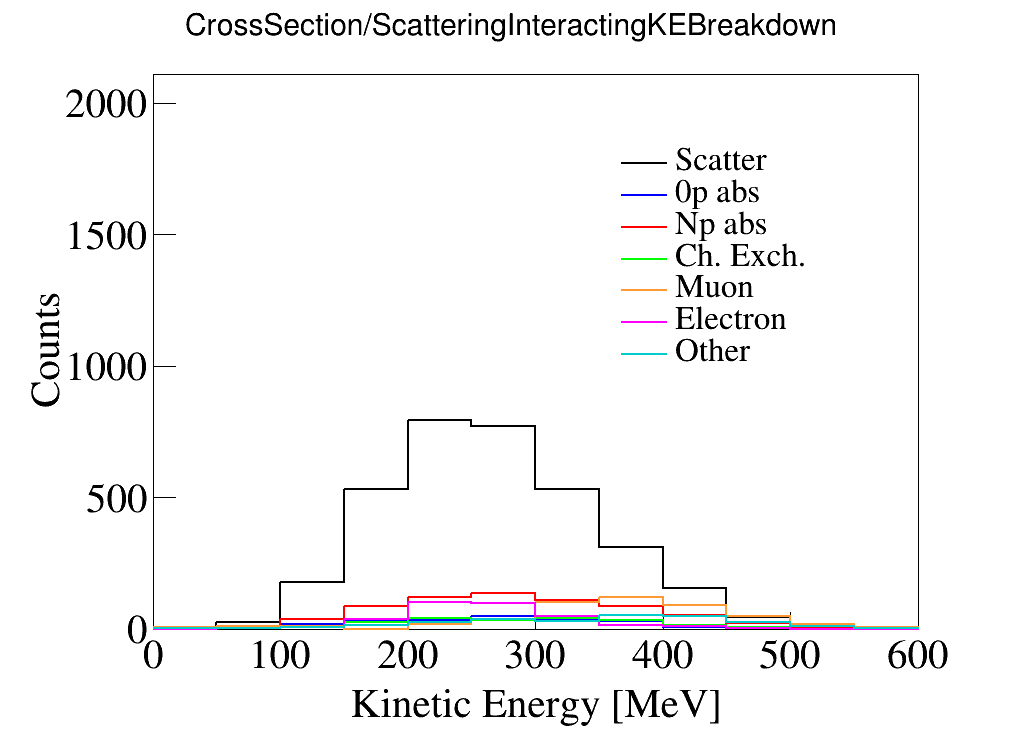 CrossSection/ScatteringInteractingKEBreakdown
2000
1500
1000
500
0
Counts
Scatter
0p abs
Np abs
Ch. Exch.
Muon
Electron
Other
0 100 200 300 400 500 600
Kinetic Energy [MeV]